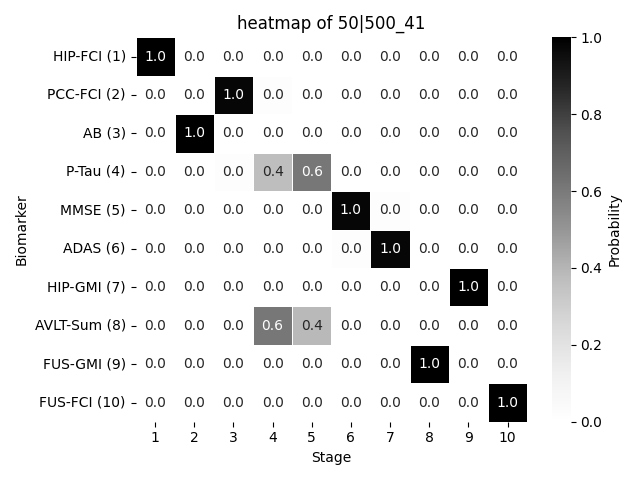 heatmap of 50|500_41
HIP-FCI (1) 1.0 0.0 0.0 0.0 0.0 0.0 0.0 0.0 0.0 0.0
PCC-FCI (2) 0.0 0.0 1.0 0.0 0.0 0.0 0.0 0.0 0.0 0.0
AB (3) 0.0 1.0 0.0 0.0 0.0 0.0 0.0 0.0 0.0 0.0
P-Tau (4) 0.0 0.0 0.0 0.4 0.6 0.0 0.0 0.0 0.0 0.0
MMSE (5) 0.0 0.0 0.0 0.0 0.0 1.0 0.0 0.0 0.0 0.0
ADAS (6) 0.0 0.0 0.0 0.0 0.0 0.0 1.0 0.0 0.0 0.0
HIP-GMI (7) 0.0 0.0 0.0 0.0 0.0 0.0 0.0 0.0 1.0 0.0
AVLT-Sum (8) 0.0 0.0 0.0 0.6 0.4 0.0 0.0 0.0 0.0 0.0
FUS-GMI (9) 0.0 0.0 0.0 0.0 0.0 0.0 0.0 1.0 0.0 0.0
FUS-FCI (10) 0.0 0.0 0.0 0.0 0.0 0.0 0.0 0.0 0.0 1.0
1 2 3 4 5 6 7 8 9 10
Stage
Biomarker
1.0
0.8
0.6
0.4
0.2
0.0
Probability